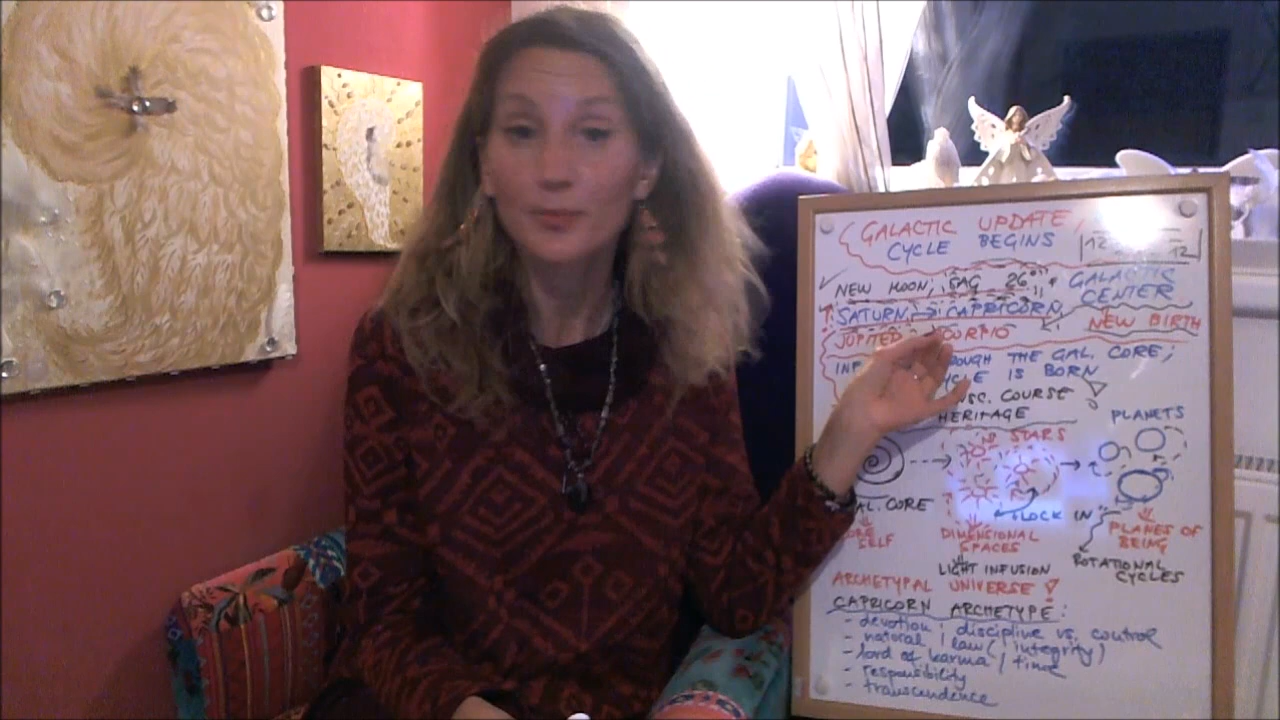 GALACTIC UPDATE,
CYCLE BEGINS
12 12
NEW MOON; SAG 26° GALACTIC
CENTER
SATURN → CAPRICORN
JUPITER SCORPIO NEW BIRTH
THE GAL. CORE;
IS BORN
COURSE
HERITAGE
PLANETS
STARS
CORE
"LOCK IN"
SELF DIMENSIONAL
SPACES
PLANES OF
BEING
LIGHT INFUSION
ROTATIONAL
CYCLES
ARCHETYPAL UNIVERSE!
CAPRICORN ARCHETYPE:
- devotion / discipline vs. control
- natural law (integrity)
- lord of karma / time
- responsibility
- transcendence